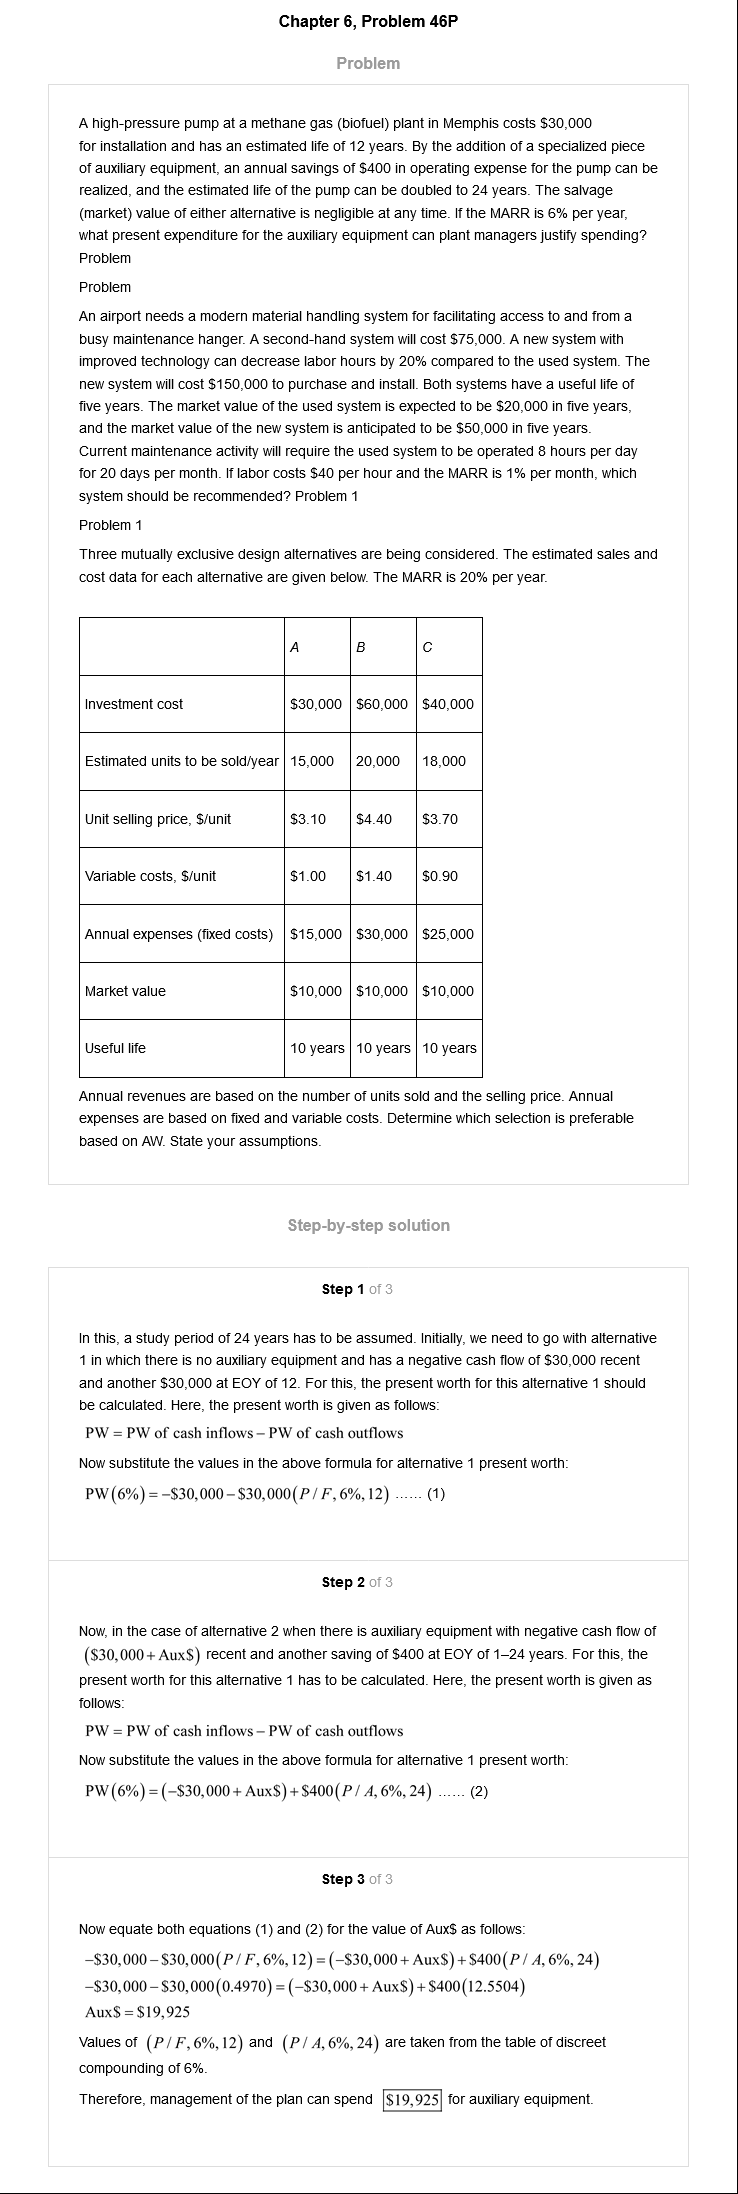 Chapter 6, Problem 46P
Problem
A high-pressure pump at a methane gas (biofuel) plant in Memphis costs $30,000
for installation and has an estimated life of 12 years. By the addition of a specialized piece
of auxiliary equipment, an annual savings of $400 in operating expense for the pump can be
realized, and the estimated life of the pump can be doubled to 24 years. The salvage
(market) value of either alternative is negligible at any time. If the MARR is 6% per year,
what present expenditure for the auxiliary equipment can plant managers justify spending?
Problem
Problem
An airport needs a modern material handling system for facilitating access to and from a
busy maintenance hanger. A second-hand system will cost $75,000. A new system with
improved technology can decrease labor hours by 20% compared to the used system. The
new system will cost $150,000 to purchase and install. Both systems have a useful life of
five years. The market value of the used system is expected to be $20,000 in five years,
and the market value of the new system is anticipated to be $50,000 in five years.
Current maintenance activity will require the used system to be operated 8 hours per day
for 20 days per month. If labor costs $40 per hour and the MARR is 1% per month, which
system should be recommended? Problem 1
Problem 1
Three mutually exclusive design alternatives are being considered. The estimated sales and
cost data for each alternative are given below. The MARR is 20% per year.
A B C
Investment cost $30,000 $60,000 $40,000
Estimated units to be sold/year 15,000 20,000 18,000
Unit selling price, $/unit $3.10 $4.40 $3.70
Variable costs, $/unit $1.00 $1.40 $0.90
Annual expenses (fixed costs) $15,000 $30,000 $25,000
Market value $10,000 $10,000 $10,000
Useful life 10 years 10 years 10 years
Annual revenues are based on the number of units sold and the selling price. Annual
expenses are based on fixed and variable costs. Determine which selection is preferable
based on AW. State your assumptions.
Step-by-step solution
Step 1 of 3
In this, a study period of 24 years has to be assumed. Initially, we need to go with alternative
1 in which there is no auxiliary equipment and has a negative cash flow of $30,000 recent
and another $30,000 at EOY of 12. For this, the present worth for this alternative 1 should
be calculated. Here, the present worth is given as follows:
PW = PW of cash inflows – PW of cash outflows
Now substitute the values in the above formula for alternative 1 present worth:
PW(6%) = –$30,000 – $30,000(P / F, 6%, 12) …… (1)
Step 2 of 3
Now, in the case of alternative 2 when there is auxiliary equipment with negative cash flow of
($30,000 + Aux$) recent and another saving of $400 at EOY of 1–24 years. For this, the
present worth for this alternative 1 has to be calculated. Here, the present worth is given as
follows:
PW = PW of cash inflows – PW of cash outflows
Now substitute the values in the above formula for alternative 1 present worth:
PW(6%) = (–$30,000 + Aux$) + $400(P / A, 6%, 24) …… (2)
Step 3 of 3
Now equate both equations (1) and (2) for the value of Aux$ as follows:
–$30,000 – $30,000(P / F, 6%, 12) = (–$30,000 + Aux$) + $400(P / A, 6%, 24)
–$30,000 – $30,000(0.4970) = (–$30,000 + Aux$) + $400(12.5504)
Aux$ = $19,925
Values of (P / F, 6%, 12) and (P / A, 6%, 24) are taken from the table of discreet
compounding of 6%.
Therefore, management of the plan can spend $19,925 for auxiliary equipment.